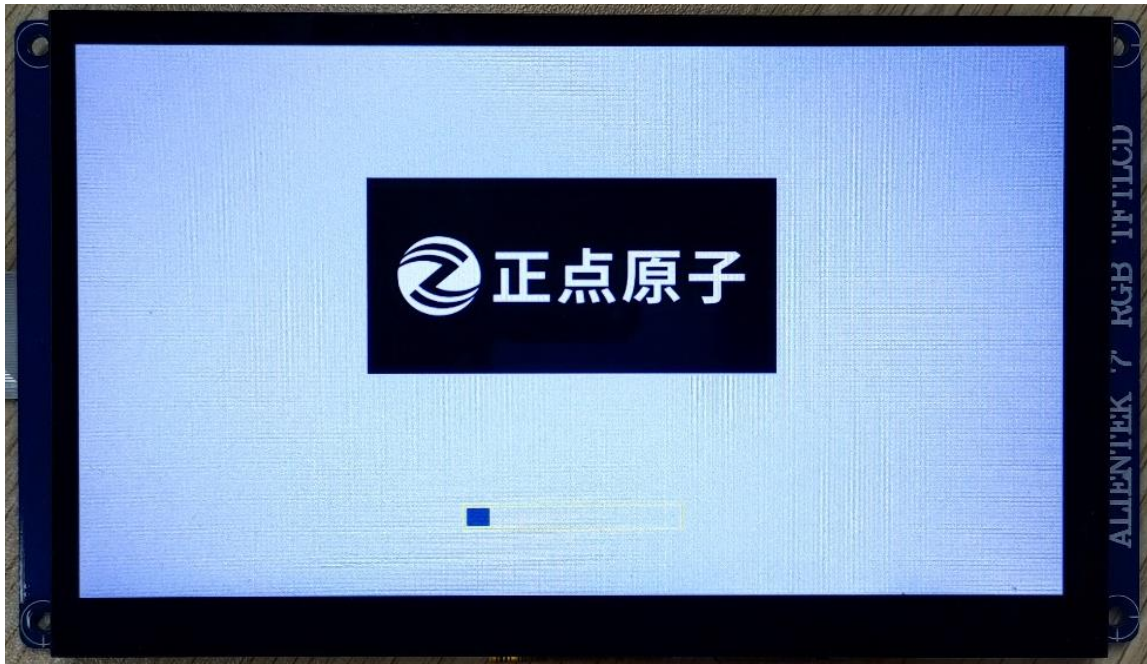 正点原子
ALIENTEK 7' RGB TFTLCD